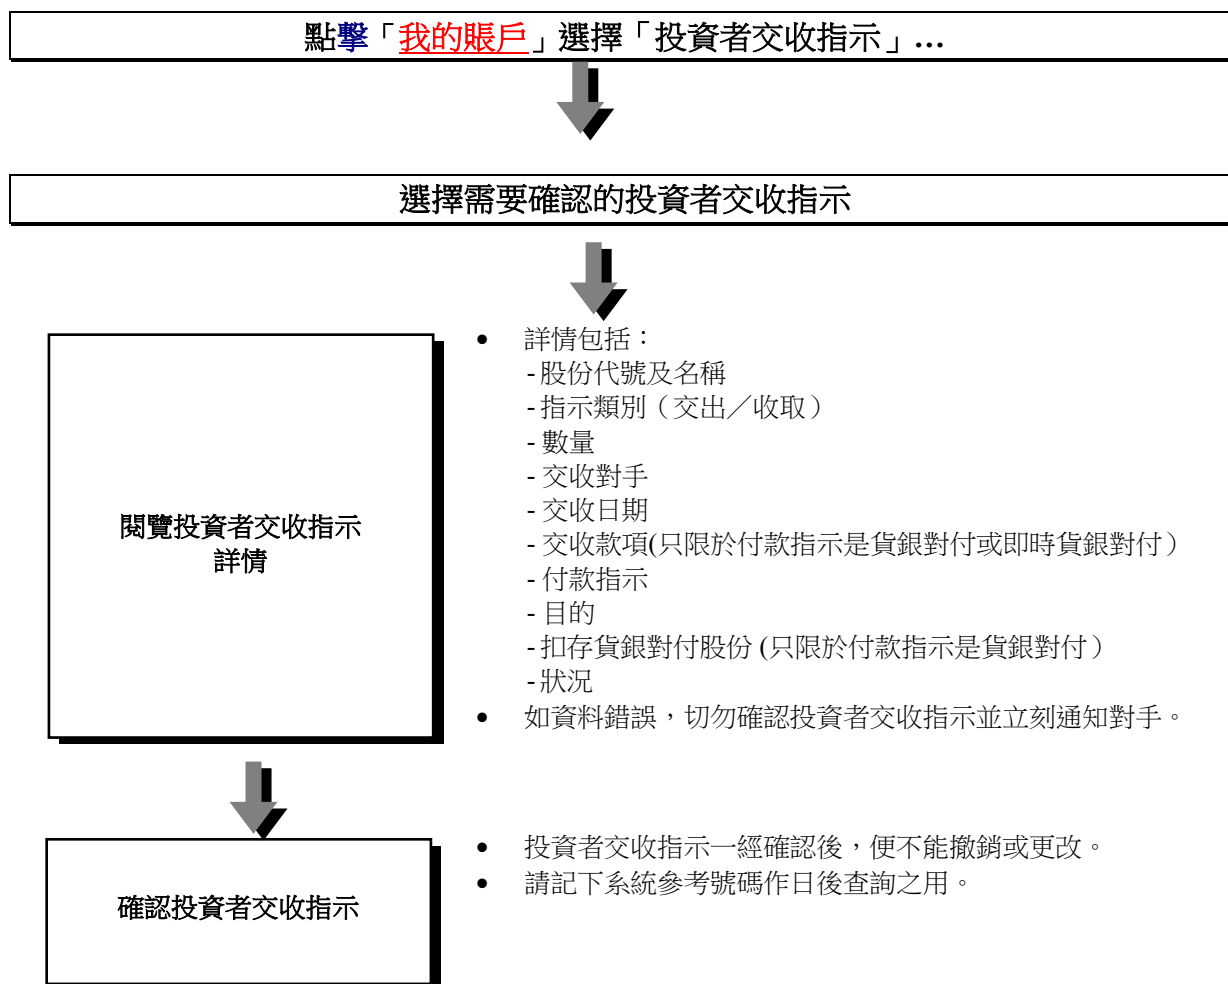 點擊「我的賬戶」選擇「投資者交收指示」…
選擇需要確認的投資者交收指示
閱覽投資者交收指示
詳情
• 詳情包括：
- 股份代號及名稱
- 指示類別（交出／收取）
- 數量
- 交收對手
- 交收日期
- 交收款項(只限於付款指示是貨銀對付或即時貨銀對付）
- 付款指示
- 目的
- 扣存貨銀對付股份 (只限於付款指示是貨銀對付）
- 狀況
• 如資料錯誤，切勿確認投資者交收指示並立刻通知對手。
確認投資者交收指示
• 投資者交收指示一經確認後，便不能撤銷或更改。
• 請記下系統參考號碼作日後查詢之用。